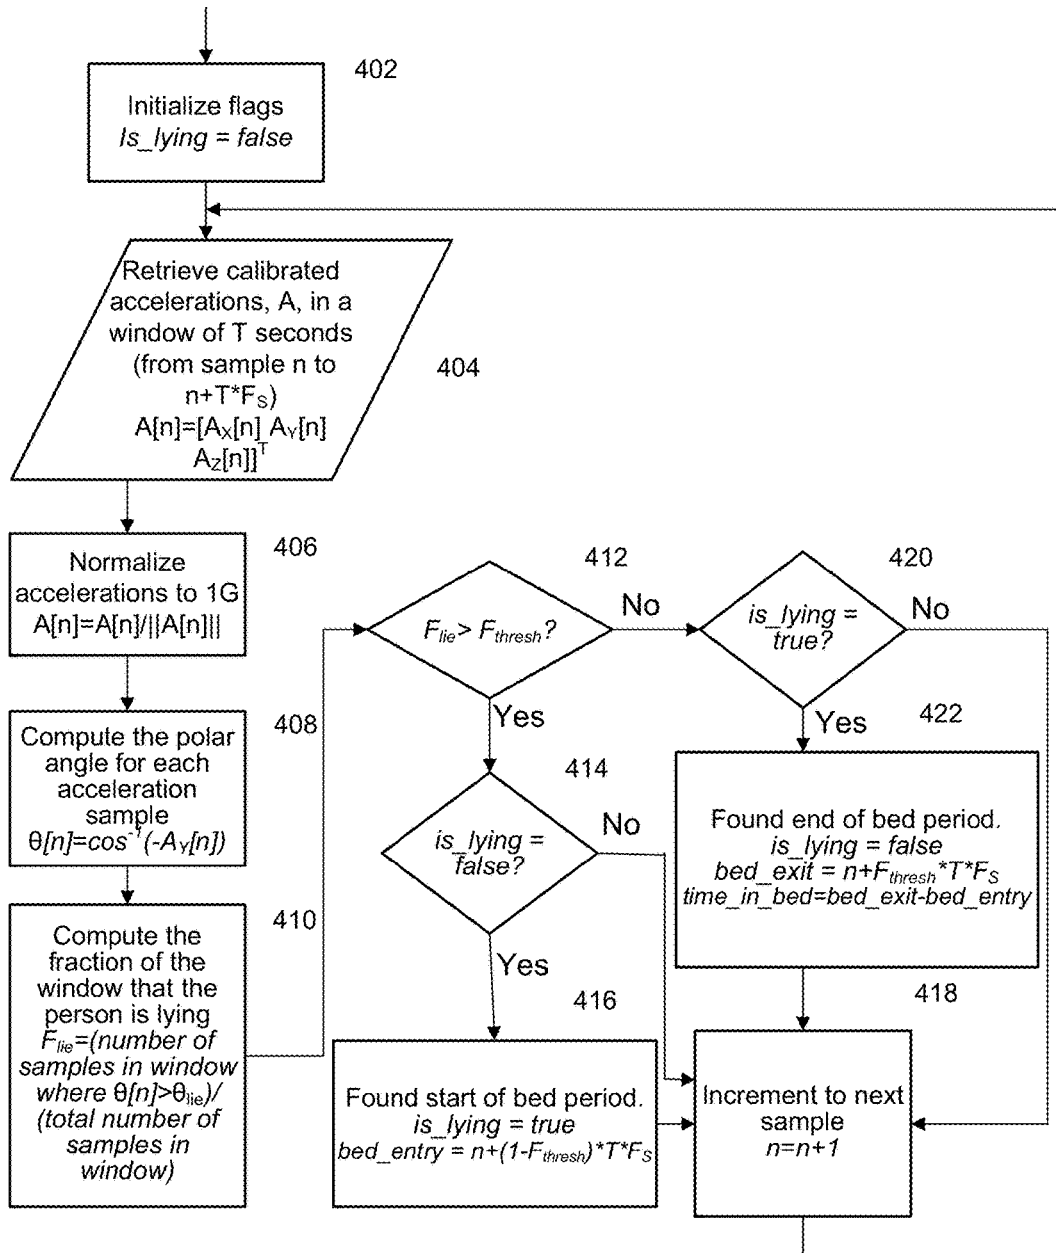 402
Initialize flags
Is_lying = false
Retrieve calibrated
accelerations, A, in a
window of T seconds
(from sample n to
n+T*F_S)
A[n]=[A_X[n] A_Y[n]
A_Z[n]]^T
404
406
Normalize
accelerations to 1G
A[n]=A[n]/||A[n]||
408
Compute the polar
angle for each
acceleration
sample
θ[n]=cos^-1(-A_Y[n])
410
Compute the
fraction of the
window that the
person is lying
F_lie=(number of
samples in window
where θ[n]>θ_lie)/
(total number of
samples in
window)
412
F_lie> F_thresh?
No
Yes
414
is_lying =
false?
No
Yes
416
Found start of bed period.
is_lying = true
bed_entry = n+(1-F_thresh)*T*F_S
420
is_lying =
true?
No
Yes
422
Found end of bed period.
is_lying = false
bed_exit = n+F_thresh*T*F_S
time_in_bed=bed_exit-bed_entry
418
Increment to next
sample
n=n+1